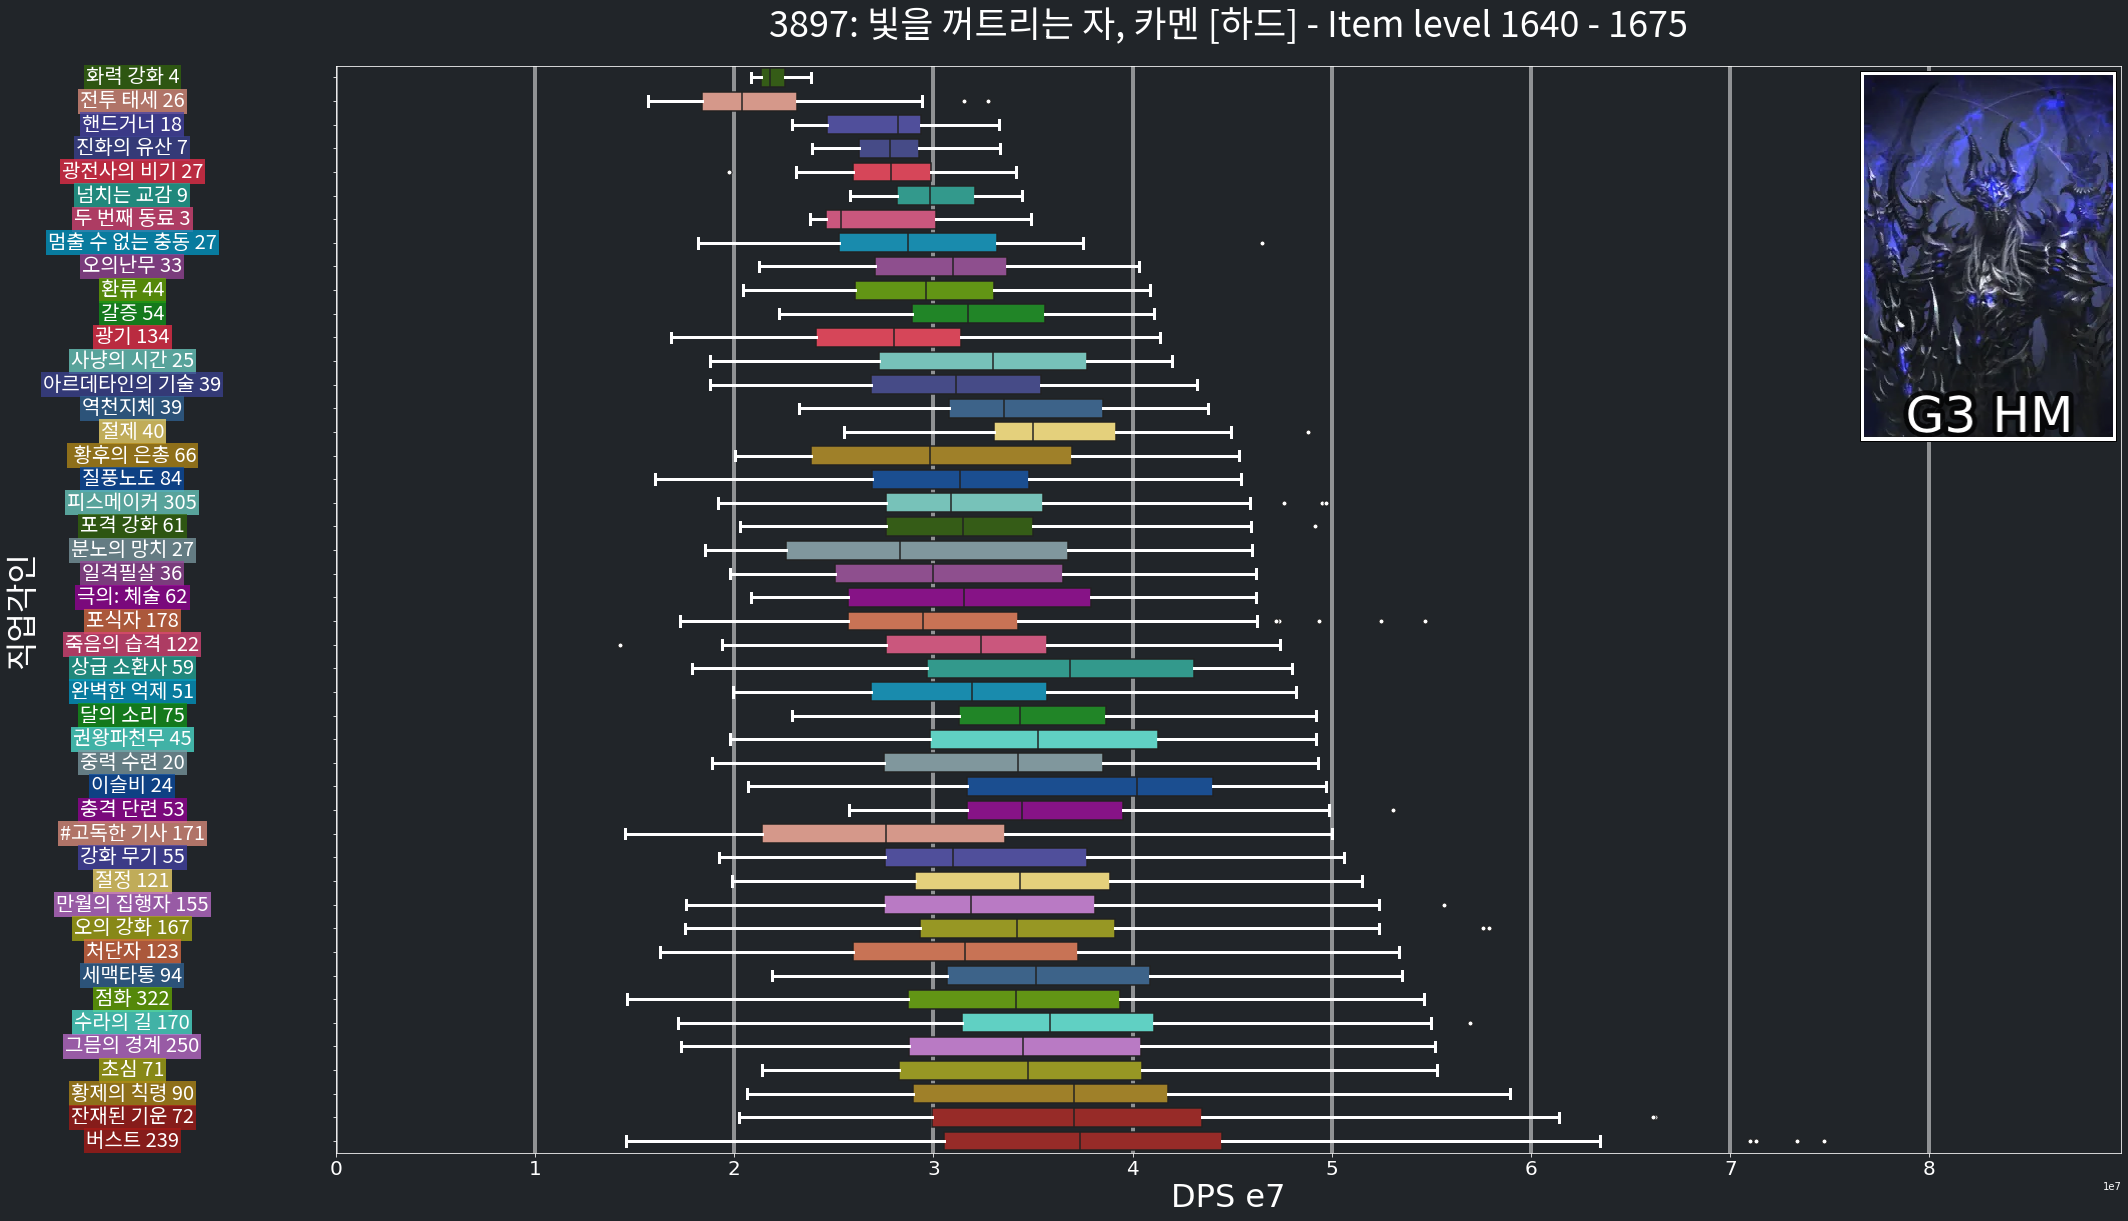 3897: 빛을 꺼트리는 자, 카멘 [하드] - Item level 1640 - 1675
화력 강화 4
전투 태세 26
핸드거너 18
진화의 유산 7
광전사의 비기 27
넘치는 교감 9
두 번째 동료 3
멈출 수 없는 충동 27
오의난무 33
환류 44
갈증 54
광기 134
사냥의 시간 25
아르데타인의 기술 39
역천지체 39
절제 40
황후의 은총 66
질풍노도 84
피스메이커 305
포격 강화 61
분노의 망치 27
일격필살 36
극의: 체술 62
포식자 178
죽음의 습격 122
상급 소환사 59
완벽한 억제 51
달의 소리 75
권왕파천무 45
중력 수련 20
이슬비 24
충격 단련 53
#고독한 기사 171
강화 무기 55
절정 121
만월의 집행자 155
오의 강화 167
처단자 123
세맥타통 94
점화 322
수라의 길 170
그믐의 경계 250
초심 71
황제의 칙령 90
잔재된 기운 72
버스트 239
직업각인
G3 HM
0 1 2 3 4 5 6 7 8
DPS e7
1e7